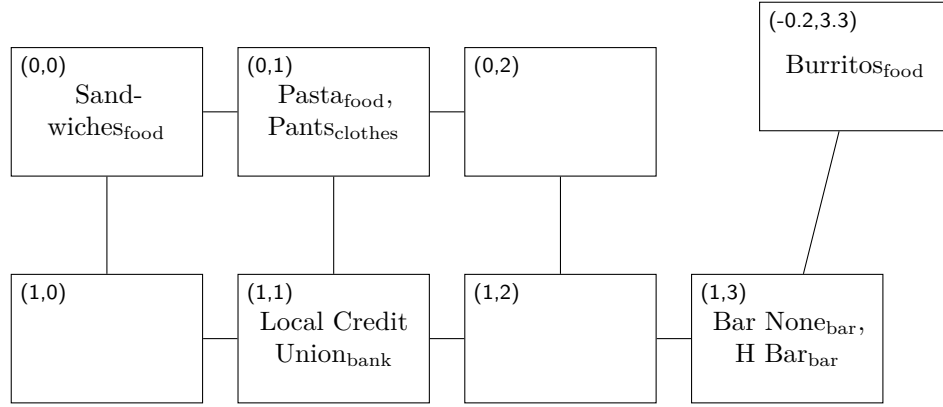 (0,0)
Sand-
wichesfood
(0,1)
Pastafood,
Pantsclothes
(0,2)
(-0.2,3.3)
Burritosfood
(1,0)
(1,1)
Local Credit
Unionbank
(1,2)
(1,3)
Bar Nonebar,
H Barbar